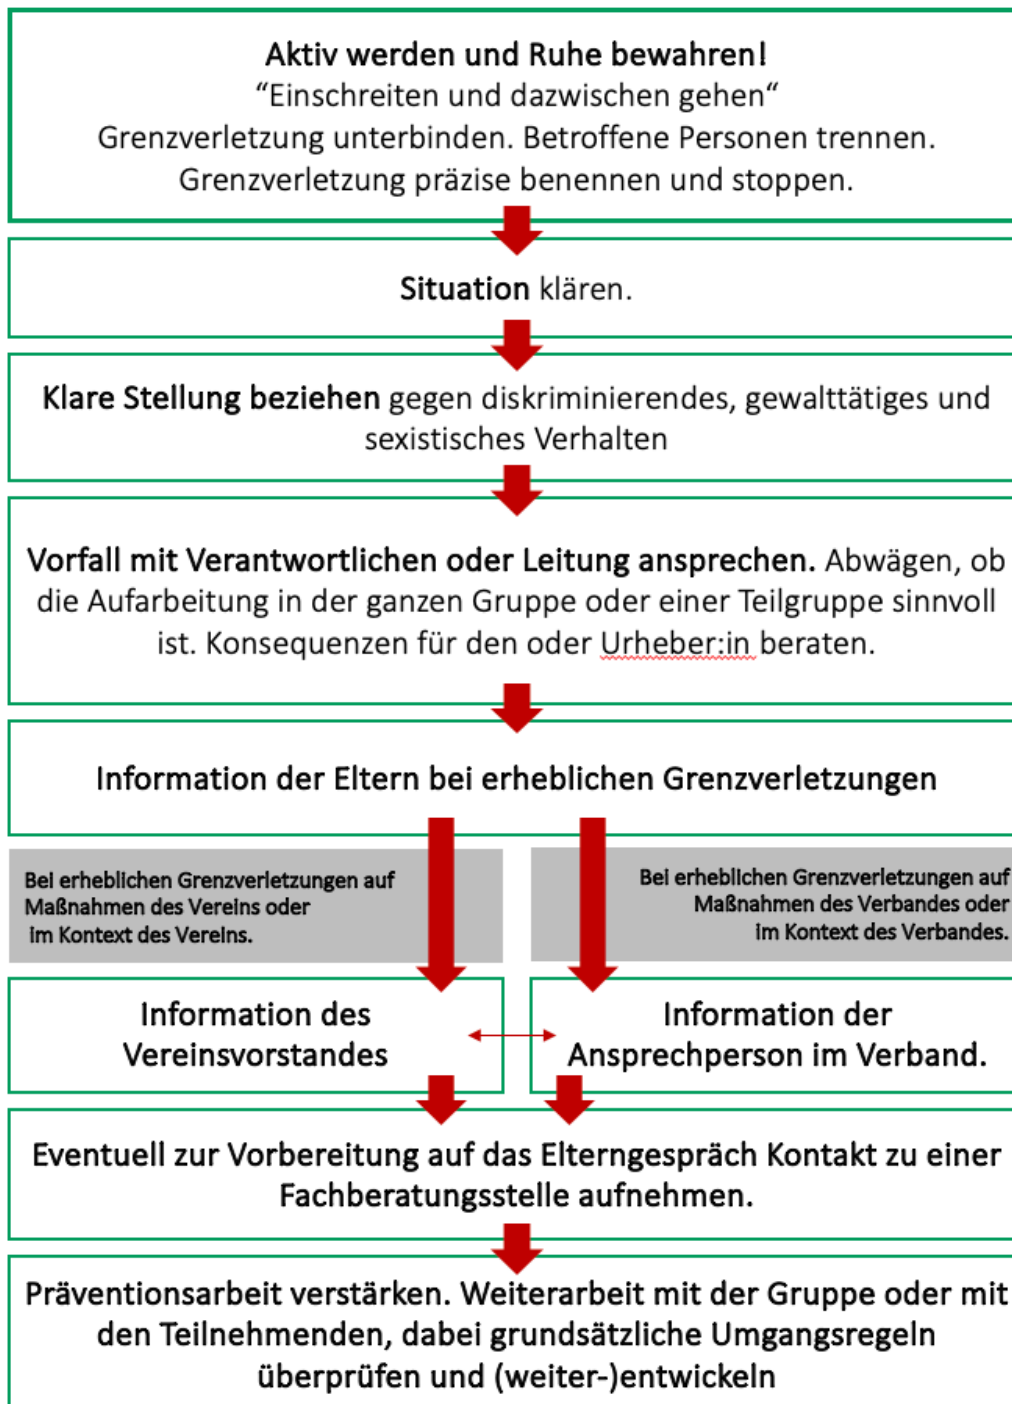 Aktiv werden und Ruhe bewahren!
“Einschreiten und dazwischen gehen“
Grenzverletzung unterbinden. Betroffene Personen trennen.
Grenzverletzung präzise benennen und stoppen.
Situation klären.
Klare Stellung beziehen gegen diskriminierendes, gewalttätiges und
sexistisches Verhalten
Vorfall mit Verantwortlichen oder Leitung ansprechen. Abwägen, ob
die Aufarbeitung in der ganzen Gruppe oder einer Teilgruppe sinnvoll
ist. Konsequenzen für den oder Urheber:in beraten.
Information der Eltern bei erheblichen Grenzverletzungen
Bei erheblichen Grenzverletzungen auf
Maßnahmen des Vereins oder
im Kontext des Vereins.
Bei erheblichen Grenzverletzungen auf
Maßnahmen des Verbandes oder
im Kontext des Verbandes.
Information des
Vereinsvorstandes
Information der
Ansprechperson im Verband.
Eventuell zur Vorbereitung auf das Elterngespräch Kontakt zu einer
Fachberatungsstelle aufnehmen.
Präventionsarbeit verstärken. Weiterarbeit mit der Gruppe oder mit
den Teilnehmenden, dabei grundsätzliche Umgangsregeln
überprüfen und (weiter-)entwickeln